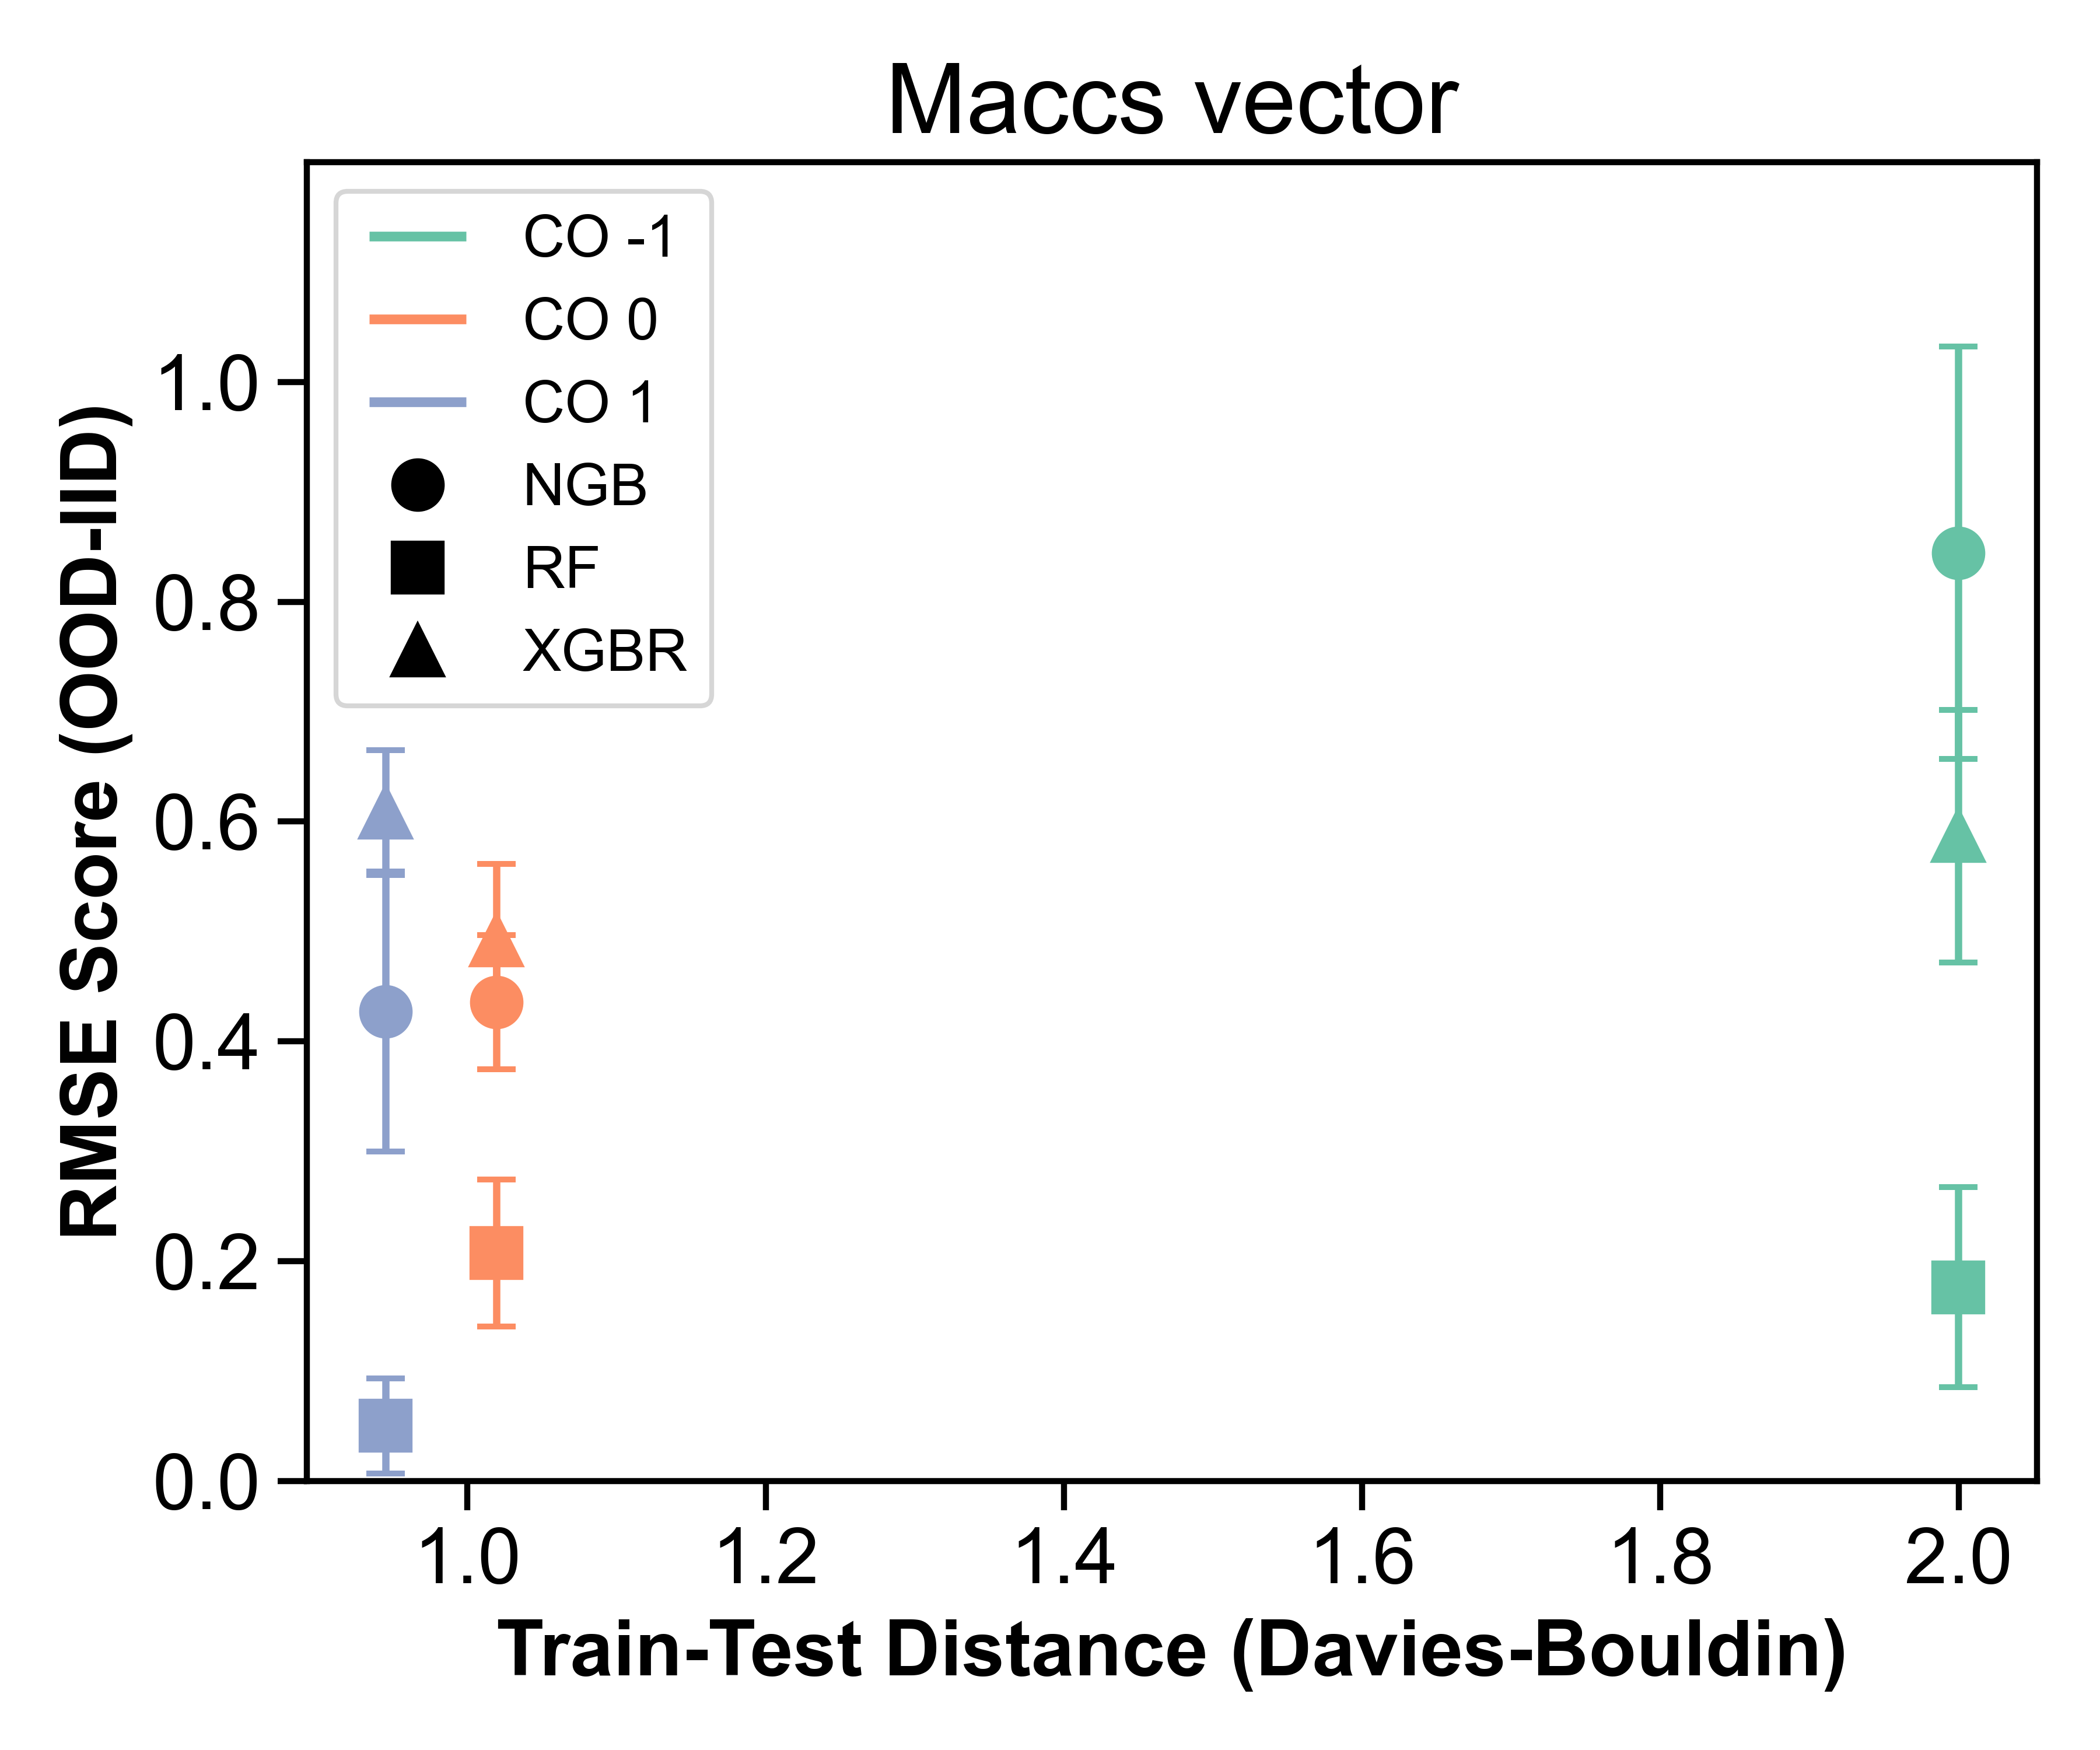 Maccs vector
CO -1
CO 0
CO 1
NGB
RF
XGBR
RMSE Score (OOD-IID)
1.0
0.8
0.6
0.4
0.2
0.0
1.0 1.2 1.4 1.6 1.8 2.0
Train-Test Distance (Davies-Bouldin)